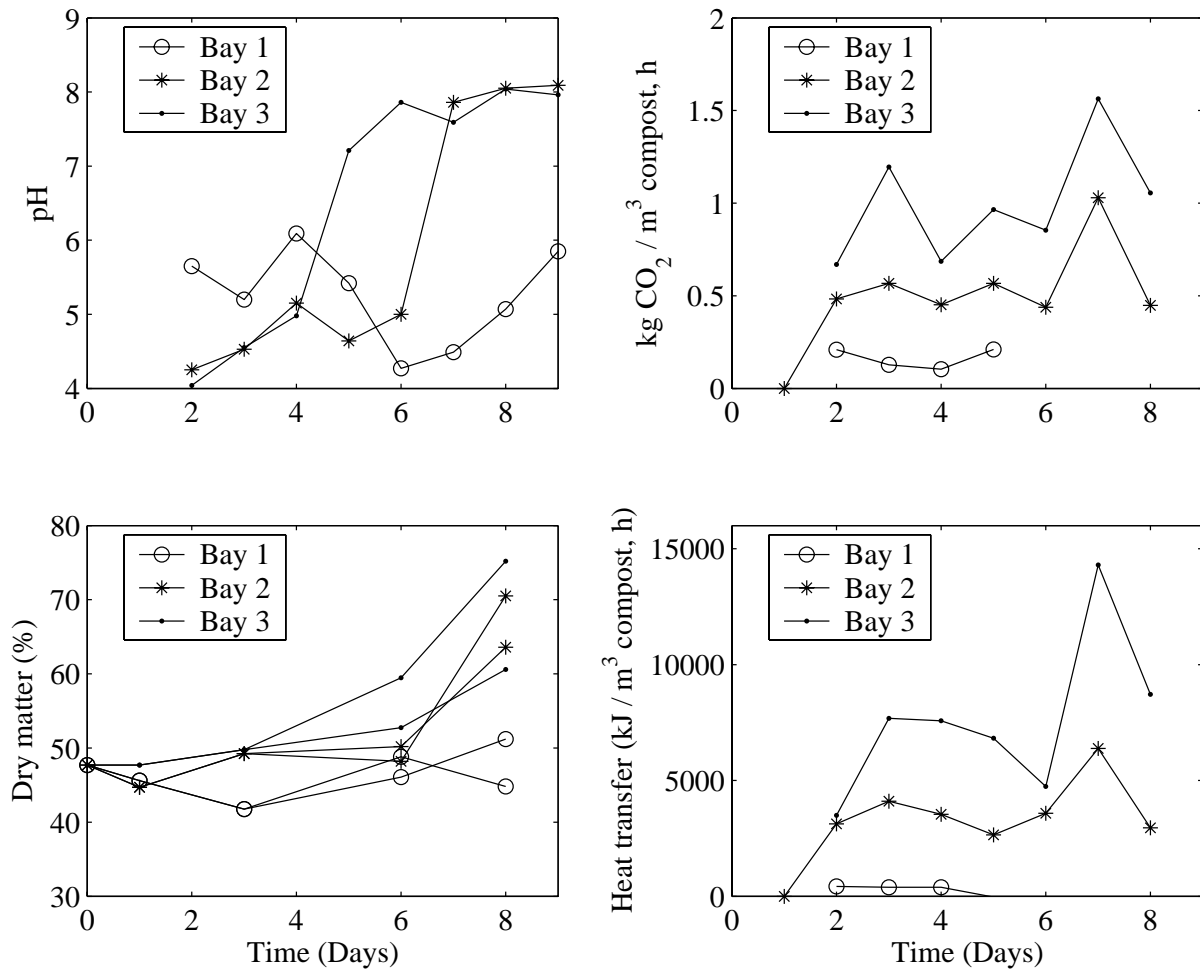 pH
9
8
7
6
5
4
0 2 4 6 8
Bay 1
Bay 2
Bay 3
kg CO2 / m3 compost, h
2
1.5
1
0.5
0
0 2 4 6 8
Bay 1
Bay 2
Bay 3
Dry matter (%)
80
70
60
50
40
30
0 2 4 6 8
Time (Days)
Bay 1
Bay 2
Bay 3
Heat transfer (kJ / m3 compost, h)
15000
10000
5000
0
0 2 4 6 8
Time (Days)
Bay 1
Bay 2
Bay 3